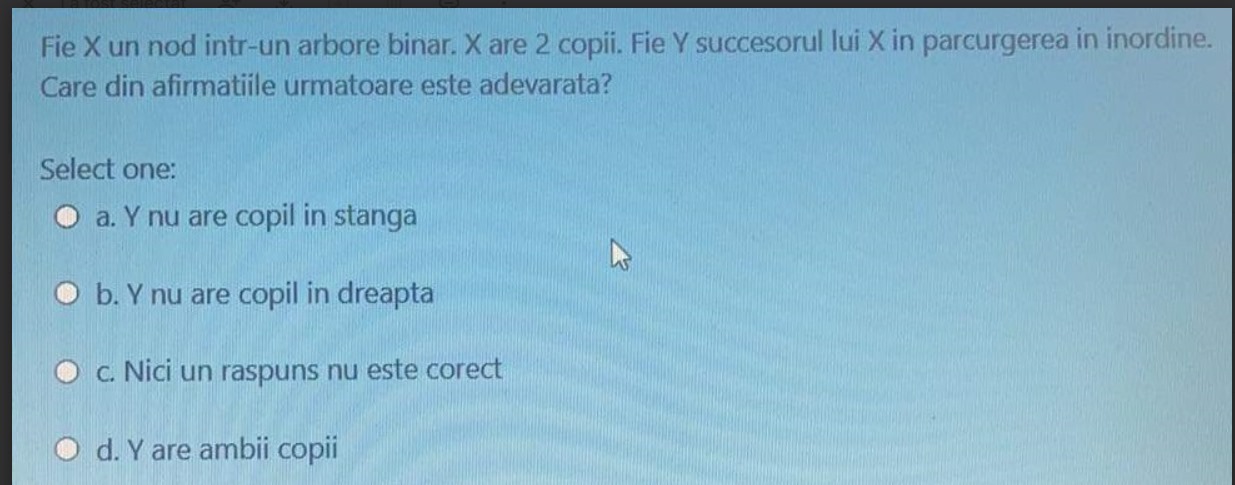 Fie X un nod intr-un arbore binar. X are 2 copii. Fie Y succesorul lui X in parcurgerea in inordine.
Care din afirmatiile urmatoare este adevarata?
Select one:
a. Y nu are copil in stanga
b. Y nu are copil in dreapta
c. Nici un raspuns nu este corect
d. Y are ambii copii